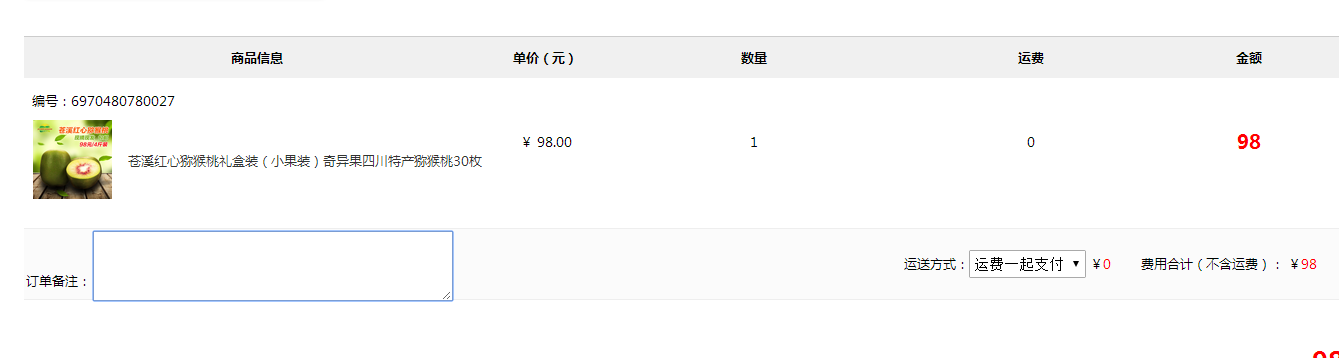 商品信息 单价（元） 数量 运费 金额
编号：6970480780027
苍溪红心猕猴桃
98元/4斤装
￥ 98.00 1 0 98
苍溪红心猕猴桃礼盒装（小果装）奇异果四川特产猕猴桃30枚
运送方式：运费一起支付 ￥0 费用合计（不含运费）：￥98
订单备注：